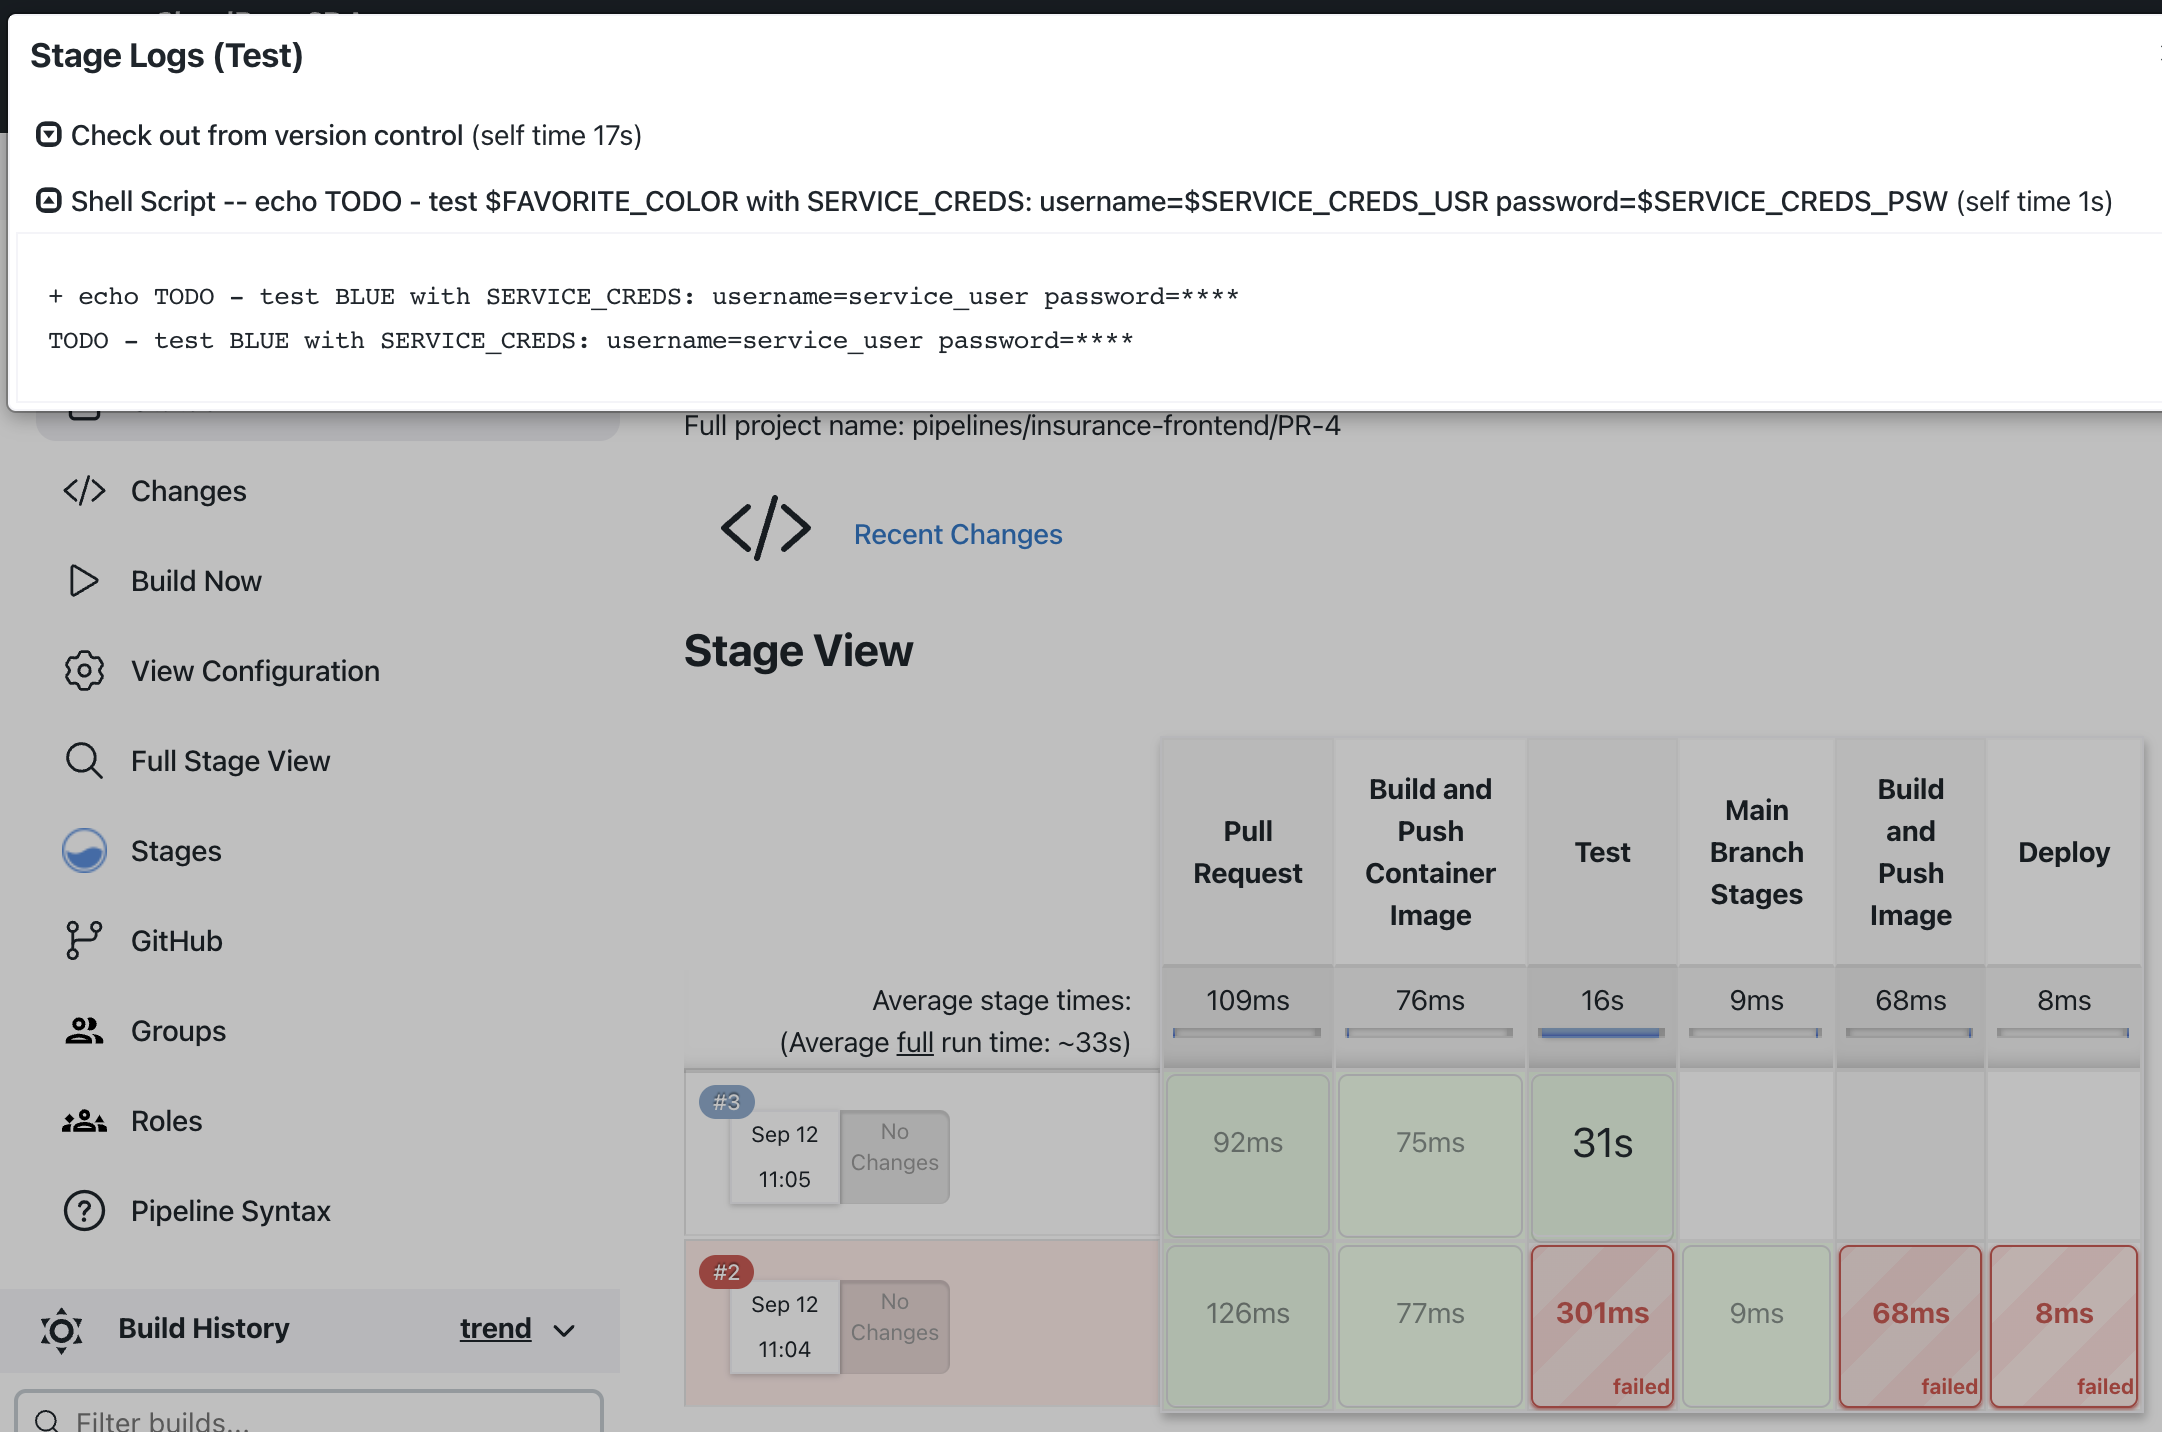 Stage Logs (Test)
Check out from version control (self time 17s)
Shell Script -- echo TODO - test $FAVORITE_COLOR with SERVICE_CREDS: username=$SERVICE_CREDS_USR password=$SERVICE_CREDS_PSW (self time 1s)
+ echo TODO - test BLUE with SERVICE_CREDS: username=service_user password=****
TODO - test BLUE with SERVICE_CREDS: username=service_user password=****
Full project name: pipelines/insurance-frontend/PR-4
Changes
Build Now
View Configuration
Full Stage View
Stages
GitHub
Groups
Roles
Pipeline Syntax
Build History trend
Filter builds...
Recent Changes
Stage View
Pull
Request
Build and
Push
Container
Image
Test
Main
Branch
Stages
Build
and
Push
Image
Deploy
Average stage times:
(Average full run time: ~33s)
109ms
76ms
16s
9ms
68ms
8ms
#3
Sep 12
11:05
No
Changes
92ms
75ms
31s
#2
Sep 12
11:04
No
Changes
126ms
77ms
301ms
failed
9ms
68ms
failed
8ms
failed